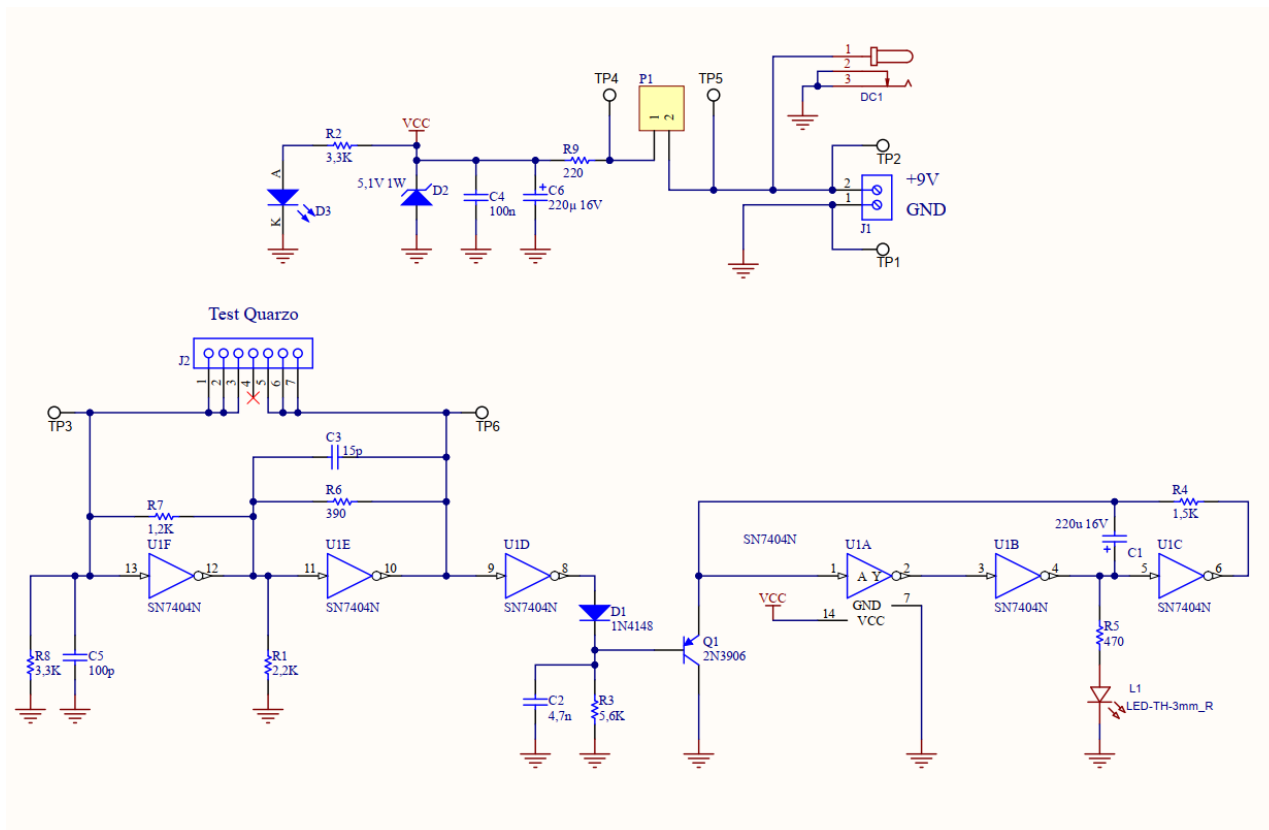 1
2
3
DC1
TP4
P1
TP5
1
2
VCC
R2
3,3K
R9
220
TP2
A
K
D3
5,1V 1W
D2
C4
100n
+
C6
220µ 16V
2
1
+9V
GND
J1
TP1
Test Quarzo
J2
1
2
3
4
5
6
7
TP3
TP6
C3
15p
R6
390
R7
1,2K
R4
1,5K
220u 16V
+
C1
SN7404N
U1F
13
12
SN7404N
U1E
11
10
SN7404N
U1D
9
8
SN7404N
U1A
1
A Y
2
GND
7
VCC
14
VCC
U1B
3
4
SN7404N
U1C
5
6
SN7404N
D1
1N4148
Q1
2N3906
R5
470
R8
3,3K
C5
100p
R1
2,2K
C2
4,7n
R3
5,6K
L1
LED-TH-3mm_R